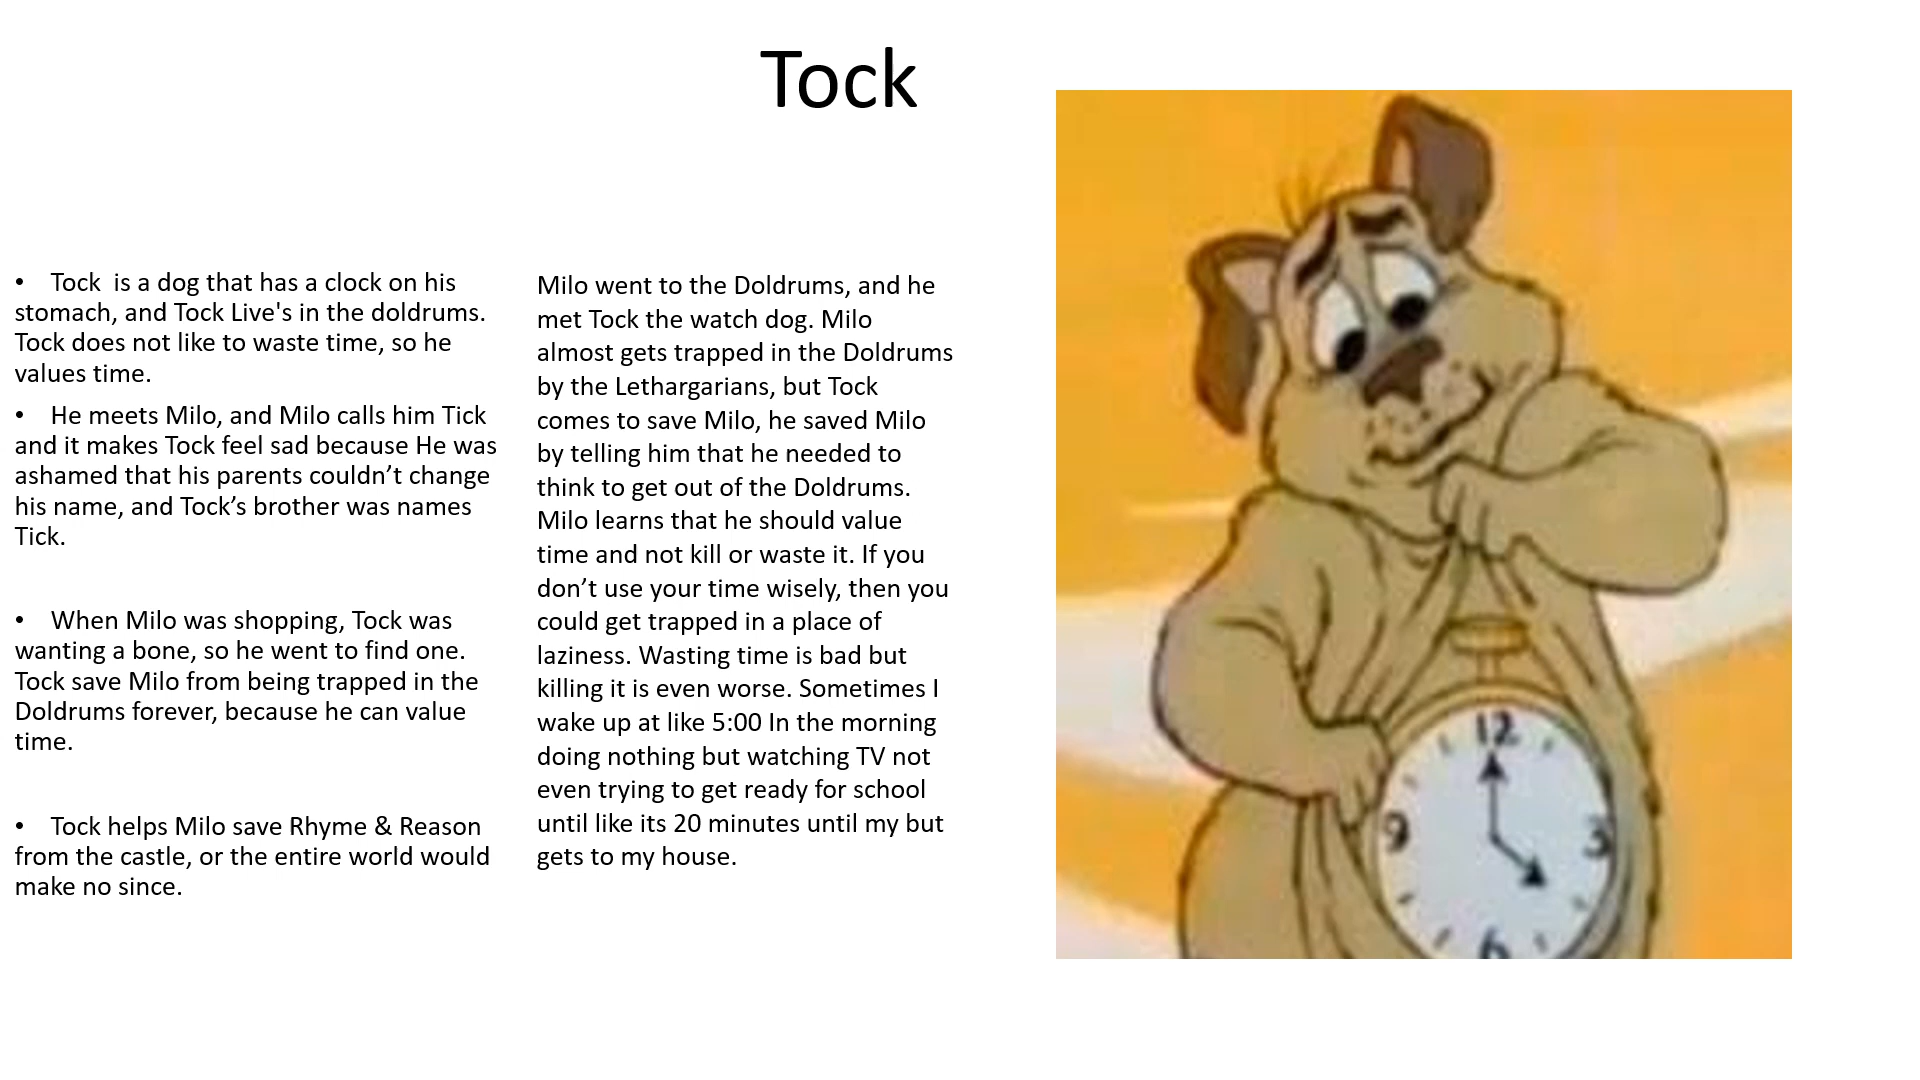 Tock
• Tock  is a dog that has a clock on his
stomach, and Tock Live's in the doldrums.
Tock does not like to waste time, so he
values time.
• He meets Milo, and Milo calls him Tick
and it makes Tock feel sad because He was
ashamed that his parents couldn’t change
his name, and Tock’s brother was names
Tick.
• When Milo was shopping, Tock was
wanting a bone, so he went to find one.
Tock save Milo from being trapped in the
Doldrums forever, because he can value
time.
• Tock helps Milo save Rhyme & Reason
from the castle, or the entire world would
make no since.
Milo went to the Doldrums, and he
met Tock the watch dog. Milo
almost gets trapped in the Doldrums
by the Lethargarians, but Tock
comes to save Milo, he saved Milo
by telling him that he needed to
think to get out of the Doldrums.
Milo learns that he should value
time and not kill or waste it. If you
don’t use your time wisely, then you
could get trapped in a place of
laziness. Wasting time is bad but
killing it is even worse. Sometimes I
wake up at like 5:00 In the morning
doing nothing but watching TV not
even trying to get ready for school
until like its 20 minutes until my but
gets to my house.
12
9 3
6